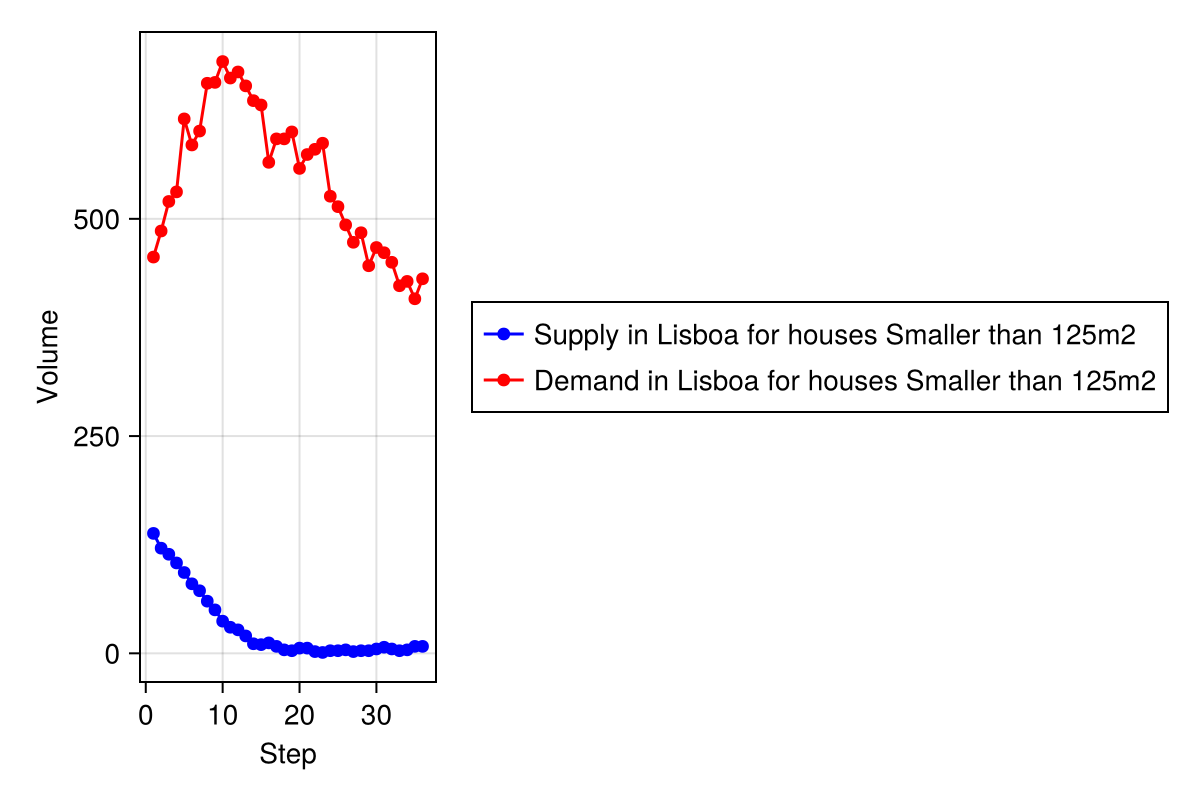 Volume
500
250
0
0 10 20 30
Step
Supply in Lisboa for houses Smaller than 125m2
Demand in Lisboa for houses Smaller than 125m2